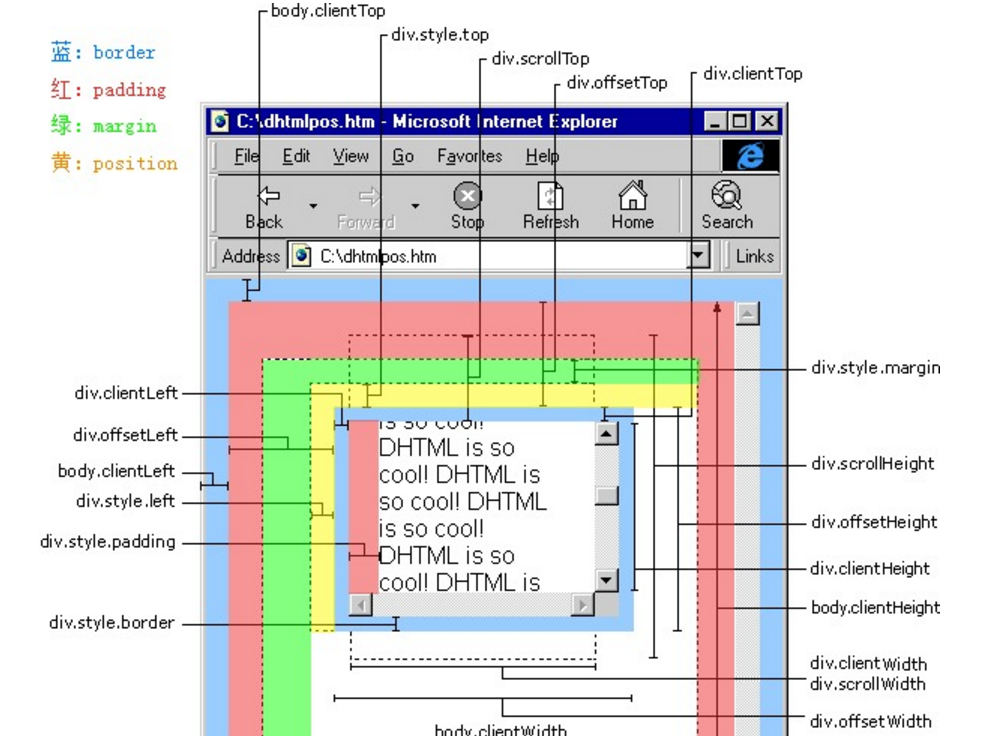 body.clientTop
div.style.top
div.scrollTop
div.offsetTop
div.clientTop
蓝: border
红: padding
绿: margin
黄: position
C:\dhtmlpos.htm - Microsoft Internet Explorer
File Edit View Go Favorites Help
Back Forward Stop Refresh Home Search
Address C:\dhtmlpos.htm Links
div.style.margin
div.clientLeft
div.offsetLeft
body.clientLeft
div.style.left
div.style.padding
div.style.border
is so cool!
DHTML is so
cool! DHTML is
so cool! DHTML
is so cool!
DHTML is so
cool! DHTML is
div.scrollHeight
div.offsetHeight
div.clientHeight
body.clientHeight
div.clientWidth
div.scrollWidth
div.offsetWidth
body.clientWidth